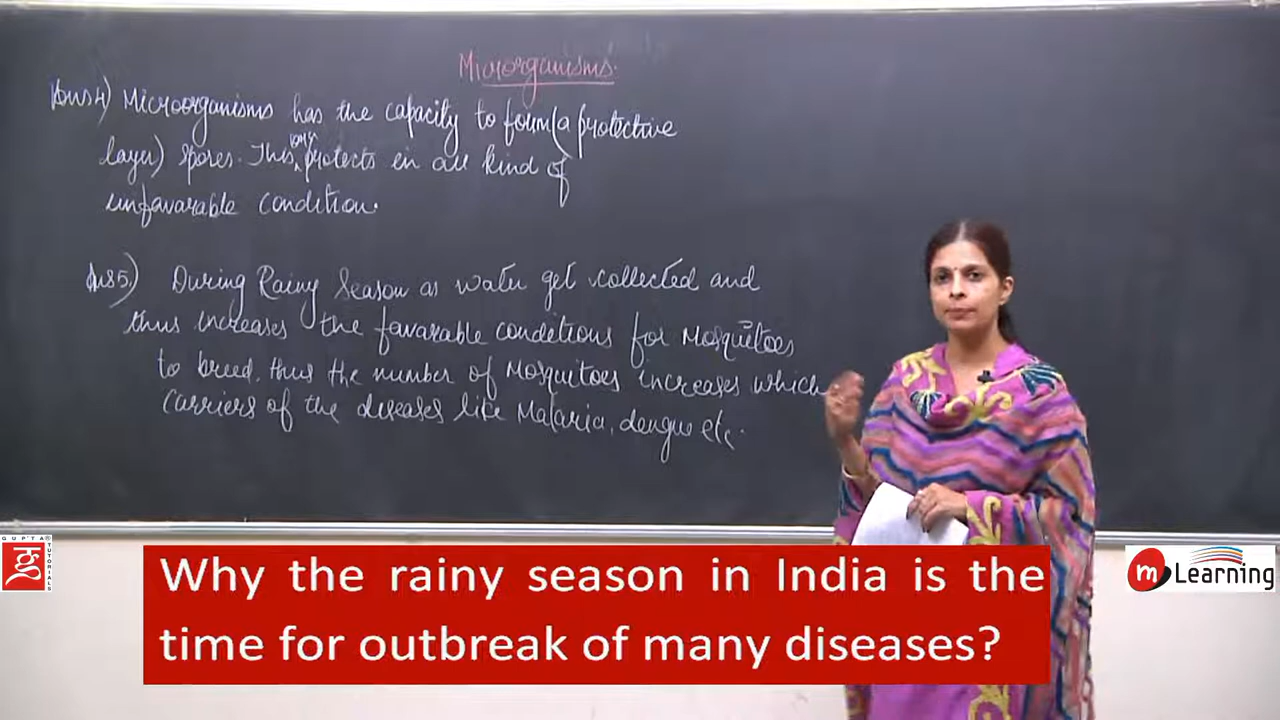 Microrganisms.
Ans4) Microorganisms has the capacity to form(a protective
layer) spores. This protects in all kind of
unfavarable condition.
Ans5.) During Rainy Season as water get collected and
thus increases the favarable conditions for Mosquitoes
to breed. thus the number of Mosquitoes increases which
carriers of the diseases like Malaria, dengue etc.
GUPTA
TUTORIALS
m Learning
Why the rainy season in India is the
time for outbreak of many diseases?